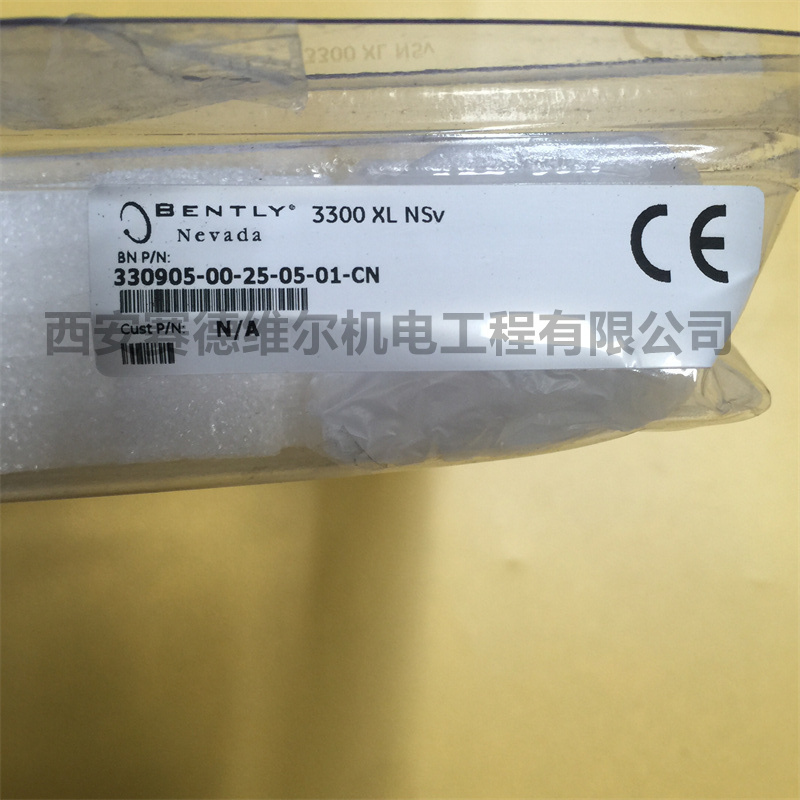 3300 XL NSv
CE
BENTLY® 3300 XL NSv
Nevada
CE
BN P/N:
330905-00-25-05-01-CN
Cust P/N: N/A
西安赛德维尔机电工程有限公司